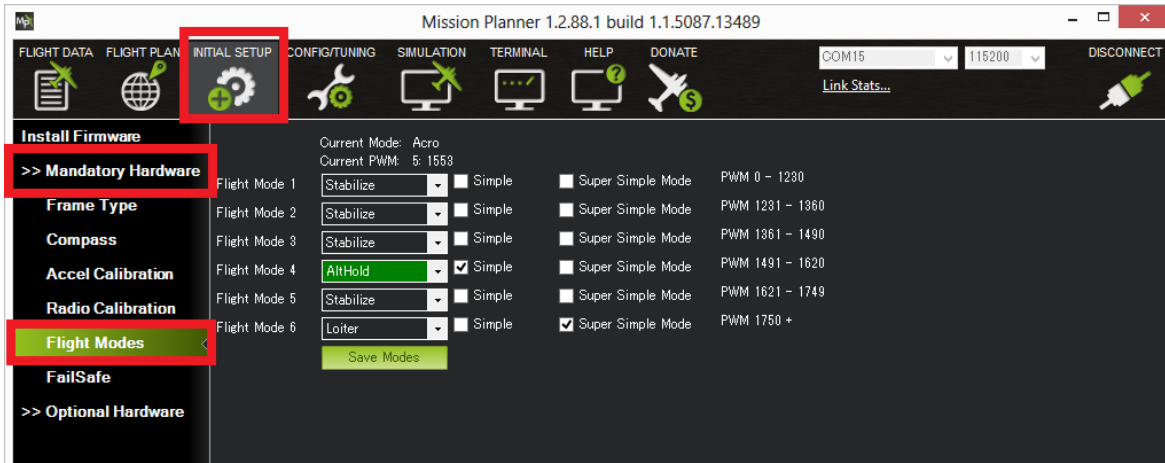 Mp
Mission Planner 1.2.88.1 build 1.1.5087.13489
FLIGHT DATA FLIGHT PLAN INITIAL SETUP CONFIG/TUNING SIMULATION TERMINAL HELP DONATE COM15 115200 DISCONNECT
Link Stats...
Install Firmware
>> Mandatory Hardware
Frame Type
Compass
Accel Calibration
Radio Calibration
Flight Modes
FailSafe
>> Optional Hardware
Current Mode: Acro
Current PWM: 5: 1553
Flight Mode 1 Stabilize Simple Super Simple Mode PWM 0 - 1230
Flight Mode 2 Stabilize Simple Super Simple Mode PWM 1231 - 1360
Flight Mode 3 Stabilize Simple Super Simple Mode PWM 1361 - 1490
Flight Mode 4 AltHold Simple Super Simple Mode PWM 1491 - 1620
Flight Mode 5 Stabilize Simple Super Simple Mode PWM 1621 - 1749
Flight Mode 6 Loiter Simple Super Simple Mode PWM 1750 +
Save Modes